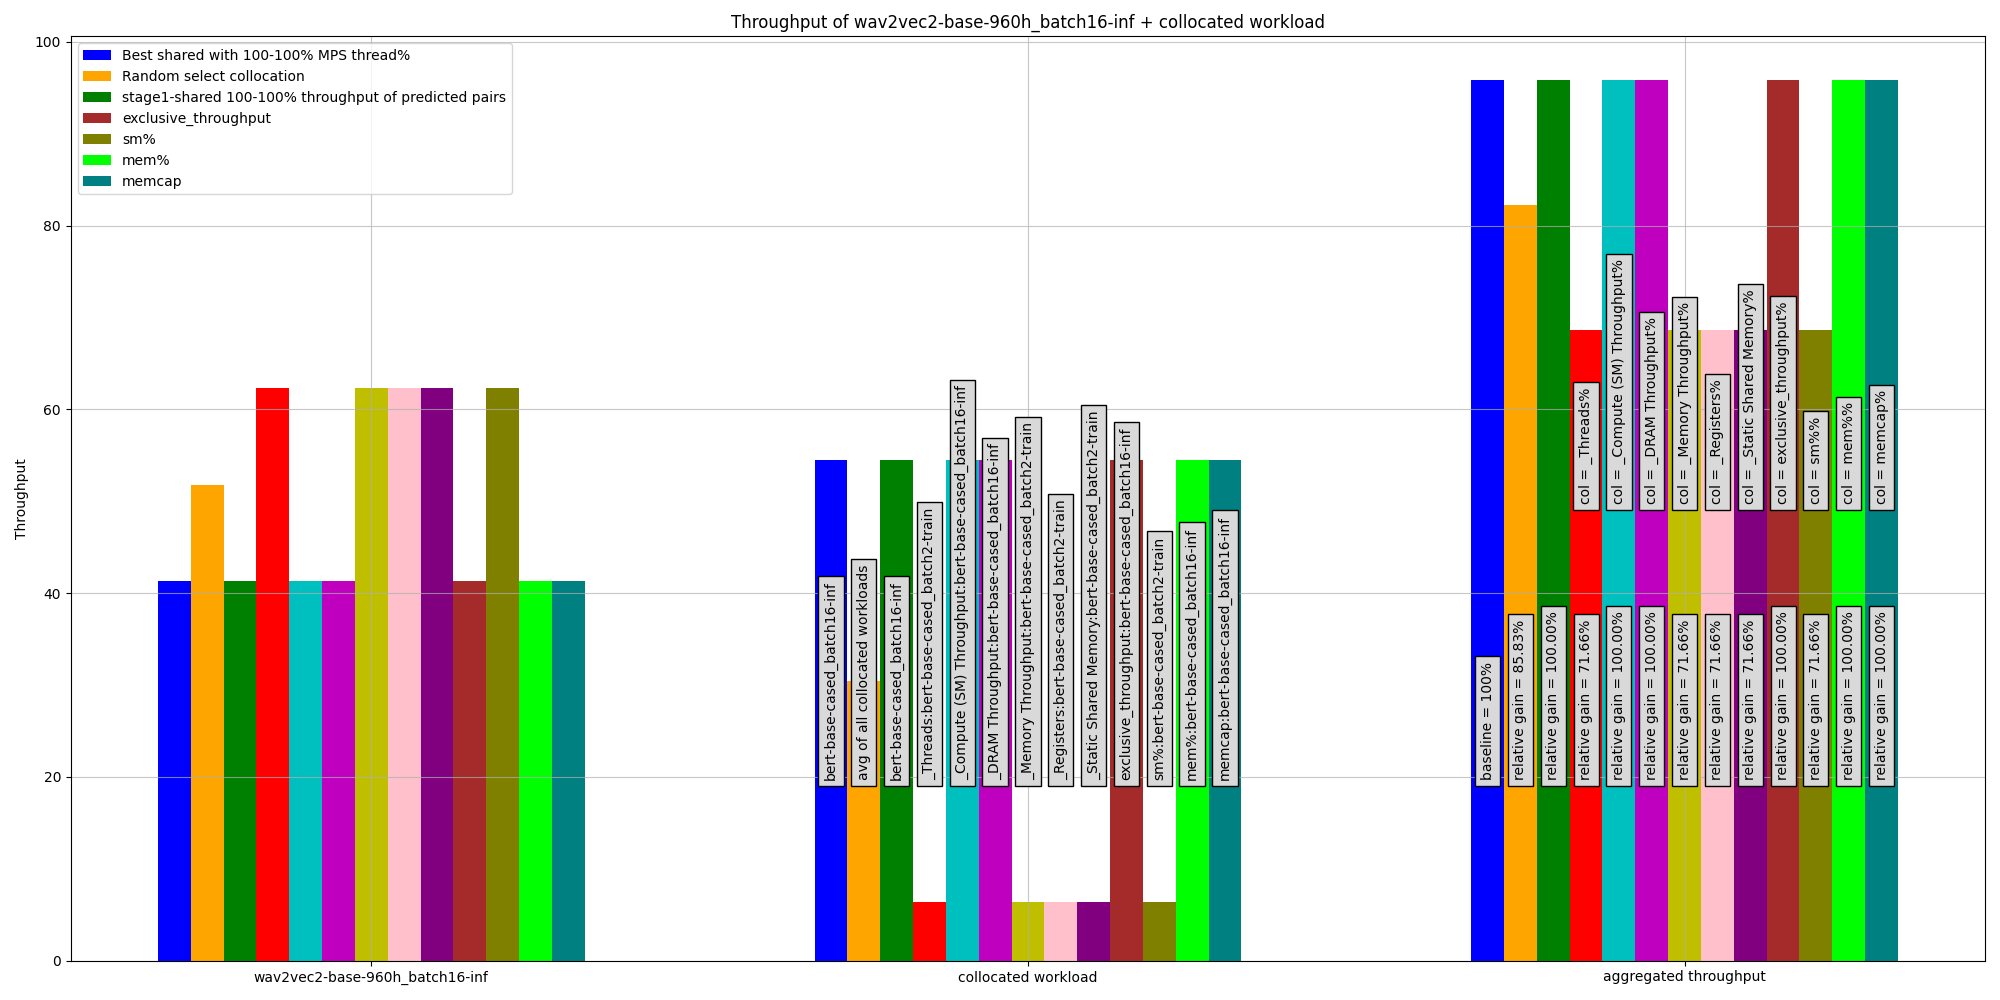 Throughput of wav2vec2-base-960h_batch16-inf + collocated workload
Best shared with 100-100% MPS thread%
Random select collocation
stage1-shared 100-100% throughput of predicted pairs
exclusive_throughput
sm%
mem%
memcap
Throughput
100
80
60
40
20
0
bert-base-cased_batch16-inf
avg of all collocated workloads
bert-base-cased_batch16-inf
_Threads:bert-base-cased_batch2-train
_Compute (SM) Throughput:bert-base-cased_batch16-inf
_DRAM Throughput:bert-base-cased_batch16-inf
_Memory Throughput:bert-base-cased_batch2-train
_Registers:bert-base-cased_batch2-train
_Static Shared Memory:bert-base-cased_batch2-train
exclusive_throughput:bert-base-cased_batch16-inf
sm%:bert-base-cased_batch2-train
mem%:bert-base-cased_batch16-inf
memcap:bert-base-cased_batch16-inf
col = _Threads%
col = _Compute (SM) Throughput%
col = _DRAM Throughput%
col = _Memory Throughput%
col = _Registers%
col = _Static Shared Memory%
col = exclusive_throughput%
col = sm%%
col = mem%%
col = memcap%
baseline = 100%
relative gain = 85.83%
relative gain = 100.00%
relative gain = 71.66%
relative gain = 100.00%
relative gain = 100.00%
relative gain = 71.66%
relative gain = 71.66%
relative gain = 71.66%
relative gain = 100.00%
relative gain = 71.66%
relative gain = 100.00%
relative gain = 100.00%
wav2vec2-base-960h_batch16-inf
collocated workload
aggregated throughput